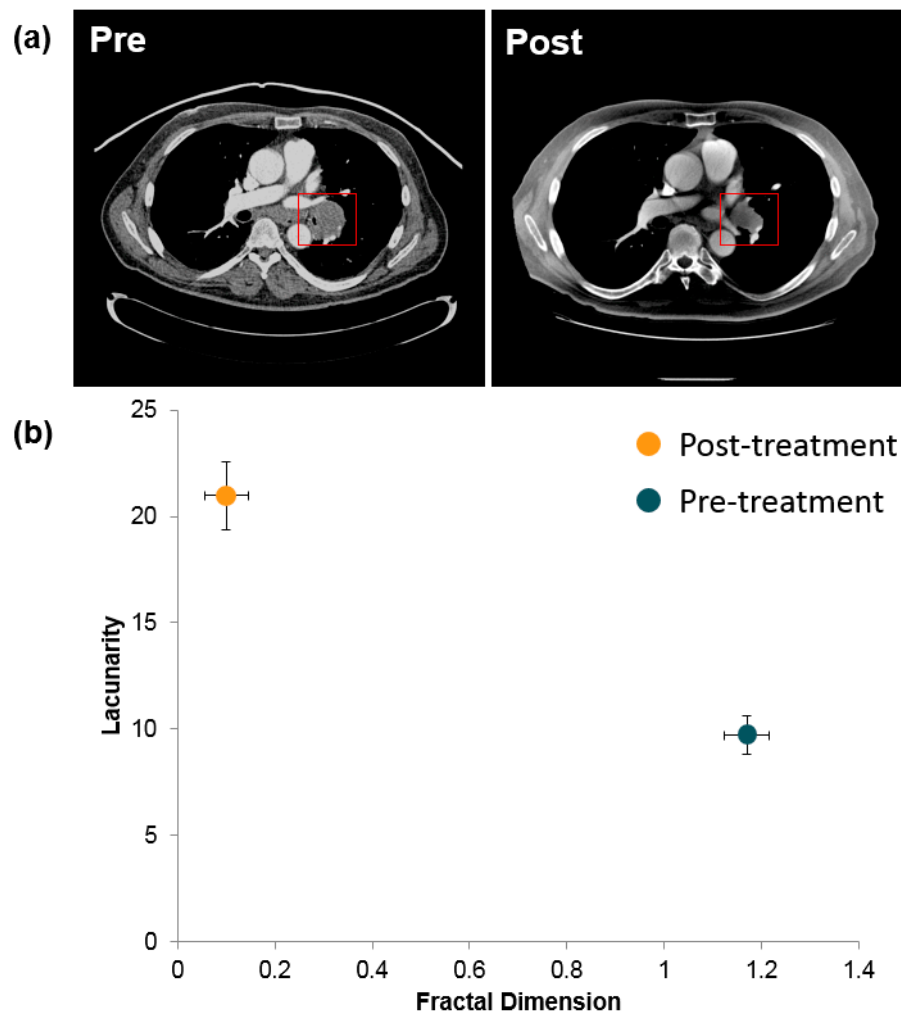 (a)
Pre
Post
(b)
25
20
15
10
5
0
Lacunarity
0 0.2 0.4 0.6 0.8 1 1.2 1.4
Fractal Dimension
Post-treatment
Pre-treatment